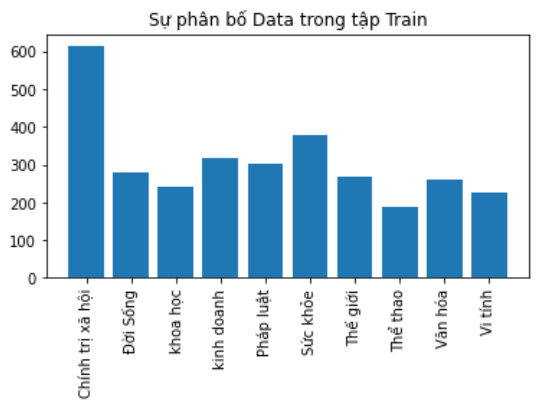 Sự phân bố Data trong tập Train
600
500
400
300
200
100
0
Chính trị xã hội
Đời Sống
khoa học
kinh doanh
Pháp luật
Sức khỏe
Thế giới
Thể thao
Văn hóa
Vi tính